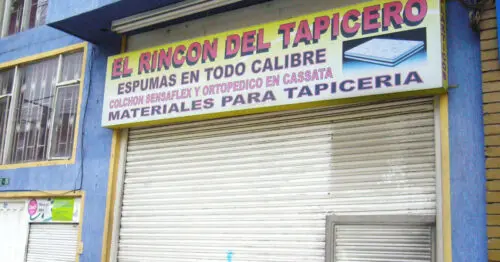 EL RINCON DEL TAPICERO
ESPUMAS EN TODO CALIBRE
COLCHON SENSAFLEX Y ORTOPEDICO EN CASSATA
MATERIALES PARA TAPICERIA